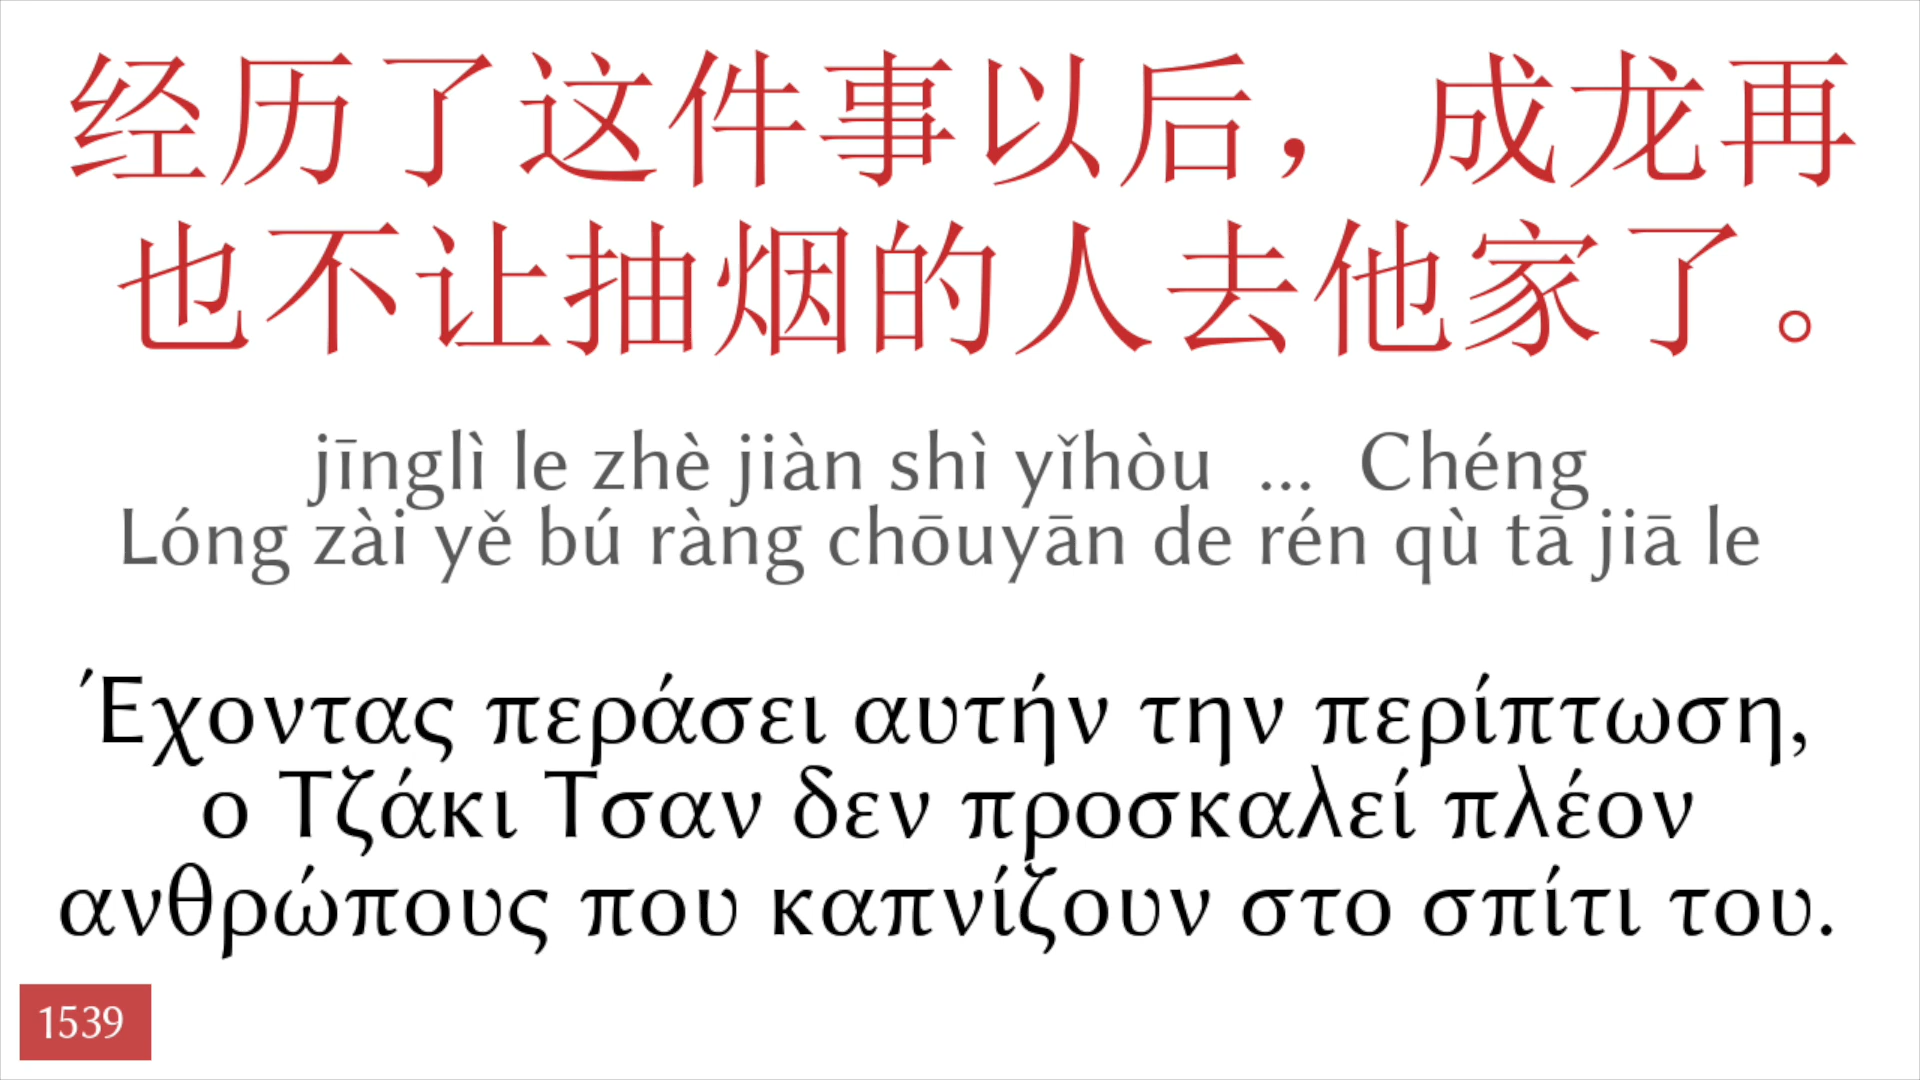 经历了这件事以后，成龙再
也不让抽烟的人去他家了。
jīnglì le zhè jiàn shì yǐhòu ... Chéng
Lóng zài yě bú ràng chōuyān de rén qù tā jiā le
Έχοντας περάσει αυτήν την περίπτωση,
ο Τζάκι Τσαν δεν προσκαλεί πλέον
ανθρώπους που καπνίζουν στο σπίτι του.
1539